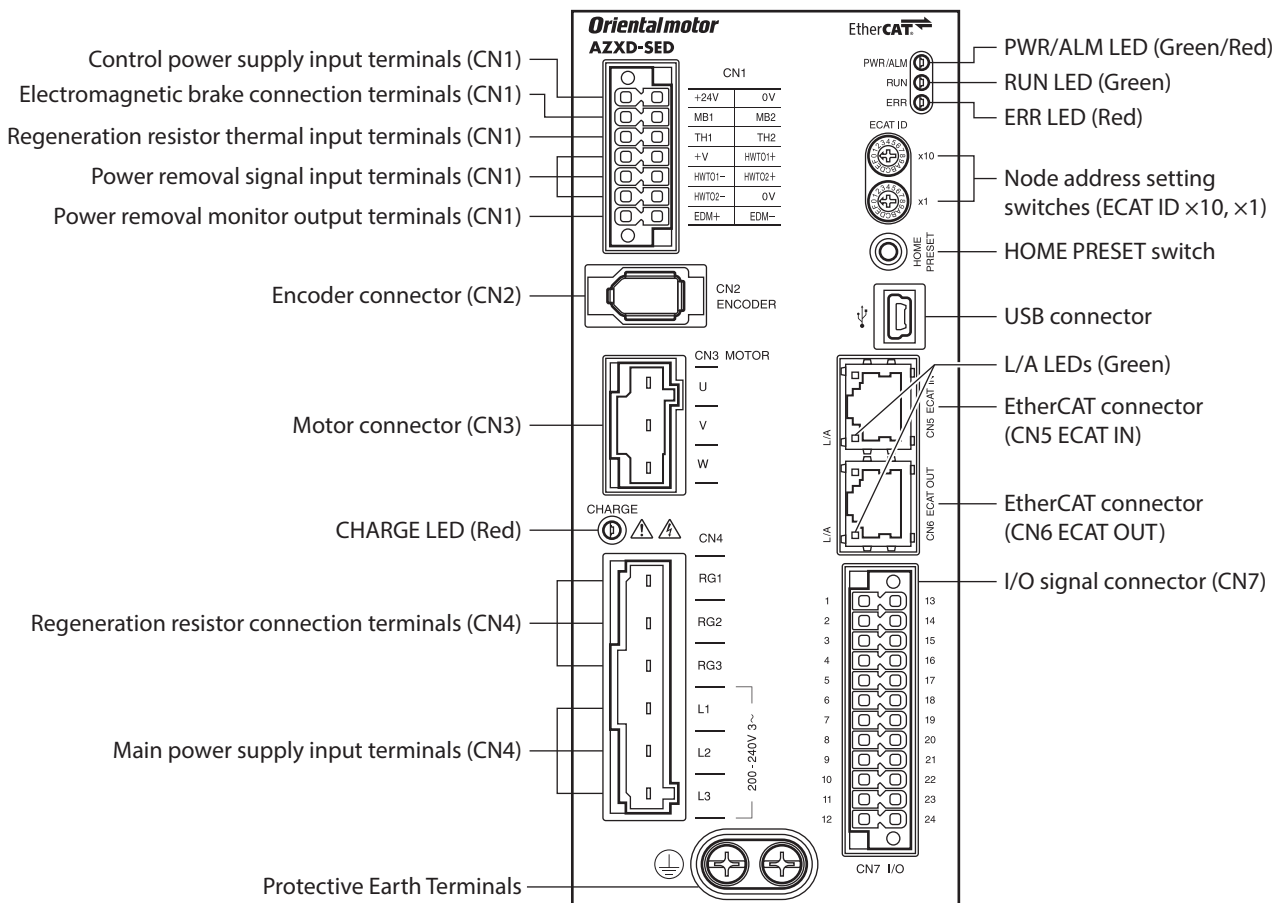 Orientalmotor
AZXD-SED
EtherCAT
Control power supply input terminals (CN1)
Electromagnetic brake connection terminals (CN1)
Regeneration resistor thermal input terminals (CN1)
Power removal signal input terminals (CN1)
Power removal monitor output terminals (CN1)
CN1
+24V 0V
MB1 MB2
TH1 TH2
+V HWTO1+
HWTO1− HWTO2+
HWTO2− 0V
EDM+ EDM−
PWR/ALM
RUN
ERR
PWR/ALM LED (Green/Red)
RUN LED (Green)
ERR LED (Red)
ECAT ID
x10
x1
Node address setting
switches (ECAT ID ×10, ×1)
HOME
PRESET
HOME PRESET switch
Encoder connector (CN2)
CN2
ENCODER
USB connector
L/A LEDs (Green)
Motor connector (CN3)
CN3 MOTOR
U
V
W
L/A
CN5 ECAT IN
EtherCAT connector
(CN5 ECAT IN)
L/A
CN6 ECAT OUT
EtherCAT connector
(CN6 ECAT OUT)
CHARGE
CHARGE LED (Red)
CN4
RG1
RG2
RG3
L1
L2
L3
200-240V 3~
Regeneration resistor connection terminals (CN4)
Main power supply input terminals (CN4)
I/O signal connector (CN7)
1 13
2 14
3 15
4 16
5 17
6 18
7 19
8 20
9 21
10 22
11 23
12 24
CN7 I/O
Protective Earth Terminals